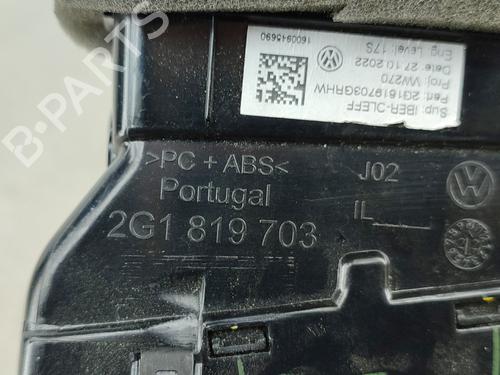 Sup: IBER-OLEFF
Part: 2G1819703GRHW
Proj: VW270
Date: 27.10.2022
Eng. Level: 17S
1600945690
>PC + ABS<
Portugal
2G1 819 703
J02
IL
B-PARTS